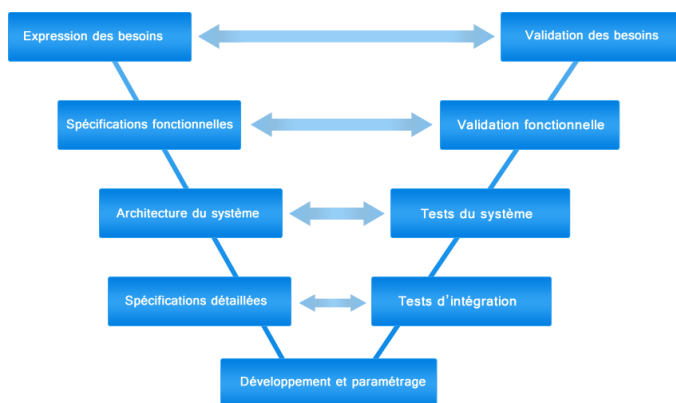 Expression des besoins
Validation des besoins
Spécifications fonctionnelles
Validation fonctionnelle
Architecture du système
Tests du système
Spécifications détaillées
Tests d'intégration
Développement et paramétrage